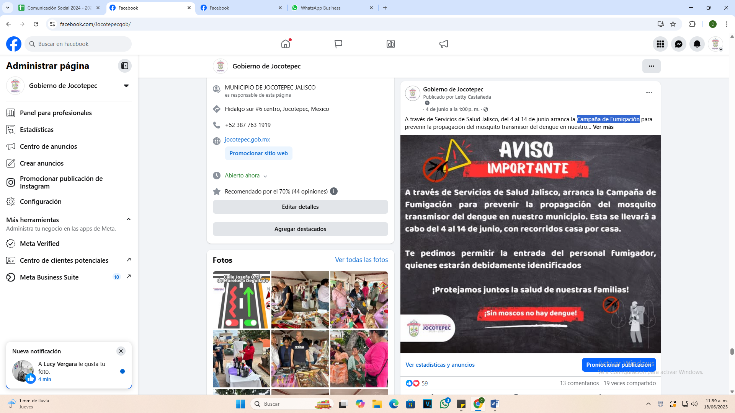 Comunicación Social 2024 - 202
Facebook
Facebook
WhatsApp Business
facebook.com/Jocotepecgob/
Buscar en Facebook
Administrar página
Gobierno de Jocotepec
Panel para profesionales
Estadísticas
Centro de anuncios
Crear anuncios
Promocionar publicación de
Instagram
Configuración
Más herramientas
Administra tu negocio en las apps de Meta.
Meta Verified
Centro de clientes potenciales
Meta Business Suite
10
Nueva notificación
A Lucy Vergara le gusta tu
foto.
4 min
Gobierno de Jocotepec
MUNICIPIO DE JOCOTEPEC JALISCO
es responsable de esta página
Hidalgo sur #6 centro, Jocotepec, Mexico
+52 387 763 1919
jocotepec.gob.mx
Promocionar sitio web
Abierto ahora
Recomendado por el 70% (44 opiniones)
Editar detalles
Agregar destacados
Fotos
Ver todas las fotos
Gobierno de Jocotepec
Publicado por Letty Castañeda
· 4 de junio a la 1:00 p. m. ·
A través de Servicios de Salud Jalisco, del 4 al 14 de junio arranca la Campaña de Fumigación para
prevenir la propagación del mosquito transmisor del dengue en nuestro... Ver más
AVISO
IMPORTANTE
A través de Servicios de Salud Jalisco, arranca la Campaña de
Fumigación para prevenir la propagación del mosquito
transmisor del dengue en nuestro municipio. Esta se llevará a
cabo del 4 al 14 de junio, con recorridos casa por casa.
Te pedimos permitir la entrada del personal fumigador,
quienes estarán debidamente identificados
¡Protejamos juntos la salud de nuestras familias!
¡Sin moscos no hay dengue!
JOCOTEPEC
Ver estadísticas y anuncios
Promocionar publicación
59
13 comentarios
19 veces compartido
Buscar